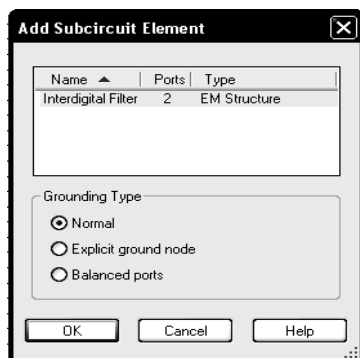 Add Subcircuit Element
Name Ports Type
Interdigital Filter 2 EM Structure
Grounding Type
Normal
Explicit ground node
Balanced ports
OK Cancel Help